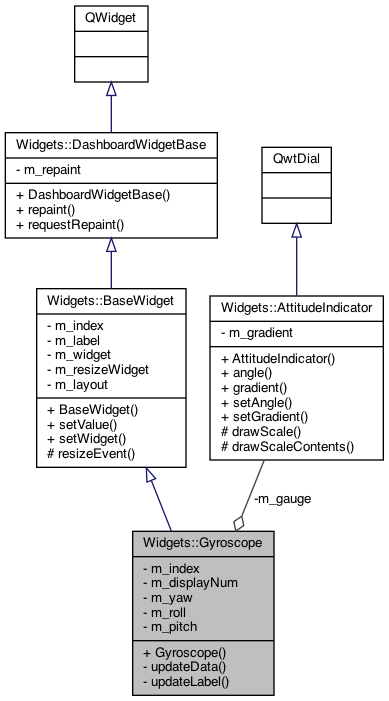 QWidget
Widgets::DashboardWidgetBase
- m_repaint
+ DashboardWidgetBase()
+ repaint()
+ requestRepaint()
QwtDial
Widgets::BaseWidget
- m_index
- m_label
- m_widget
- m_resizeWidget
- m_layout
+ BaseWidget()
+ setValue()
+ setWidget()
# resizeEvent()
Widgets::AttitudeIndicator
- m_gradient
+ AttitudeIndicator()
+ angle()
+ gradient()
+ setAngle()
+ setGradient()
# drawScale()
# drawScaleContents()
-m_gauge
Widgets::Gyroscope
- m_index
- m_displayNum
- m_yaw
- m_roll
- m_pitch
+ Gyroscope()
- updateData()
- updateLabel()